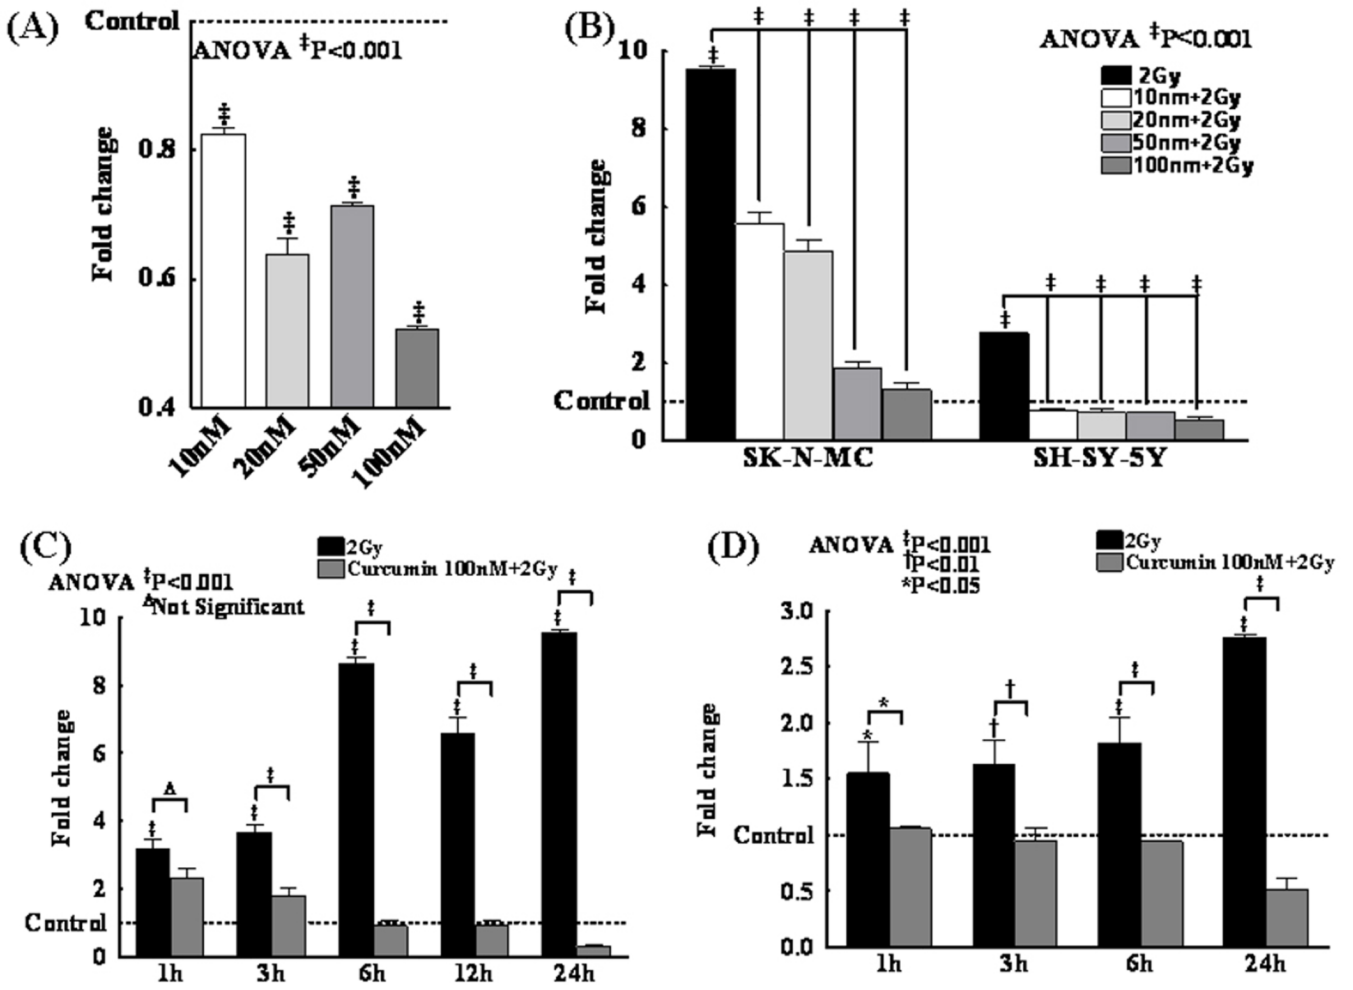 (A)
Control
ANOVA ‡P<0.001
Fold change
0.8
0.6
0.4
‡
‡
‡
‡
10nM
20nM
50nM
100nM
(B)
‡ ‡ ‡ ‡
ANOVA ‡P<0.001
2Gy
10nm+2Gy
20nm+2Gy
50nm+2Gy
100nm+2Gy
Fold change
10
8
6
4
2
Control
0
‡
‡ ‡ ‡ ‡
‡
SK-N-MC
SH-SY-5Y
(C)
2Gy
Curcumin 100nM+2Gy
ANOVA ‡P<0.001
ΔNot Significant
Fold change
10
8
6
4
2
Control
0
Δ
‡
‡
‡
‡
‡
‡
‡
‡
‡
1h
3h
6h
12h
24h
(D)
ANOVA ‡P<0.001
†P<0.01
*P<0.05
2Gy
Curcumin 100nM+2Gy
Fold change
3.0
2.5
2.0
1.5
Control
0.5
0.0
*
*
†
†
‡
‡
‡
‡
1h
3h
6h
24h